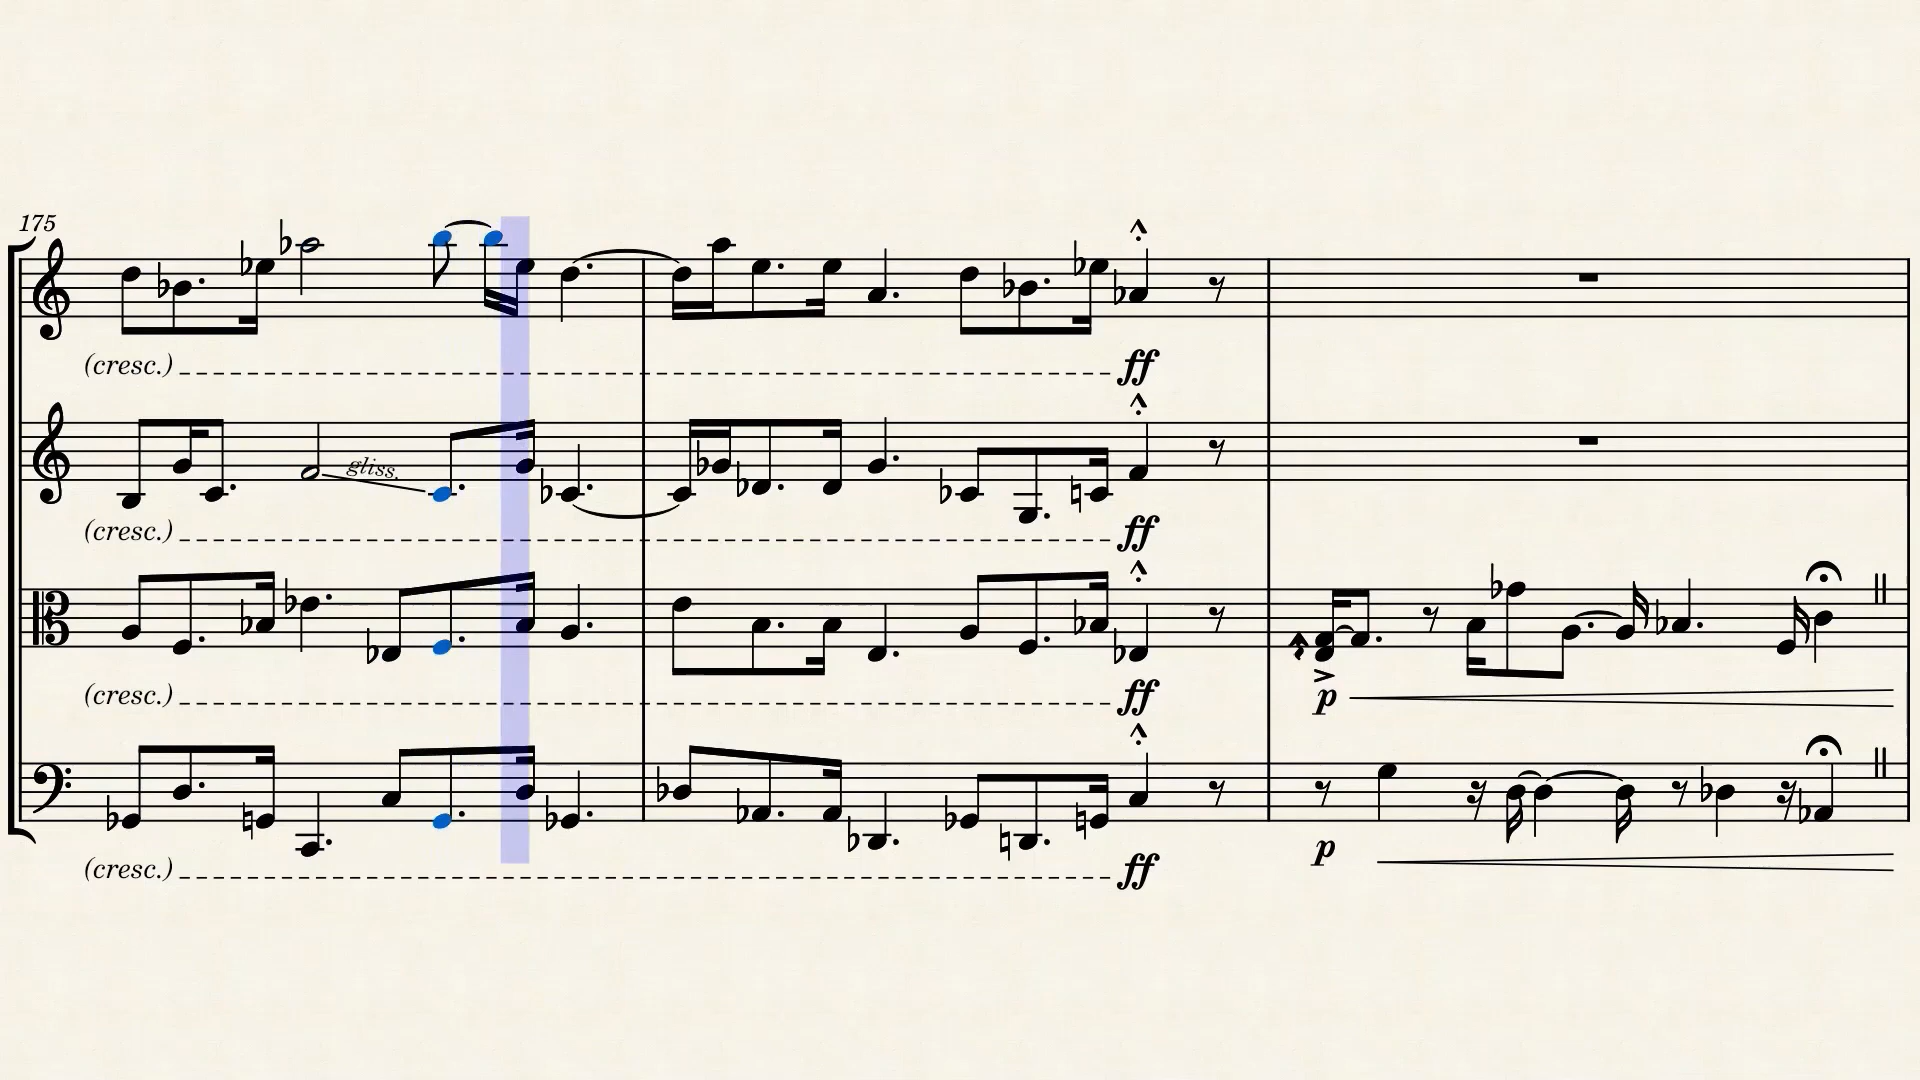 175
(cresc.) ff
gliss.
(cresc.) ff
(cresc.) ff p
(cresc.) ff p